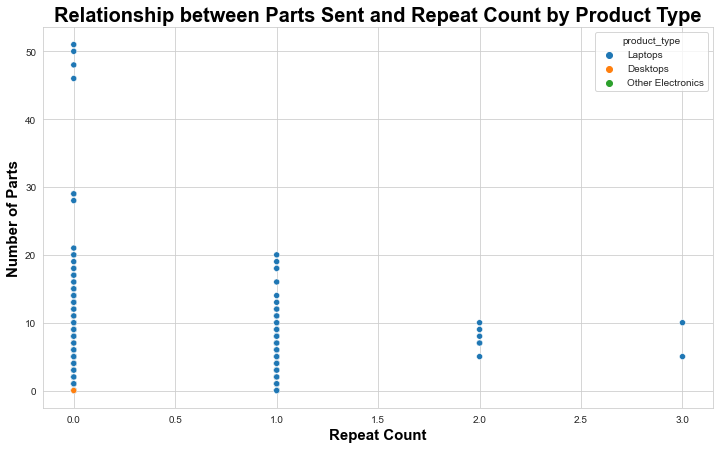 Relationship between Parts Sent and Repeat Count by Product Type
product_type
Laptops
Desktops
Other Electronics
Number of Parts
50
40
30
20
10
0
0.0 0.5 1.0 1.5 2.0 2.5 3.0
Repeat Count